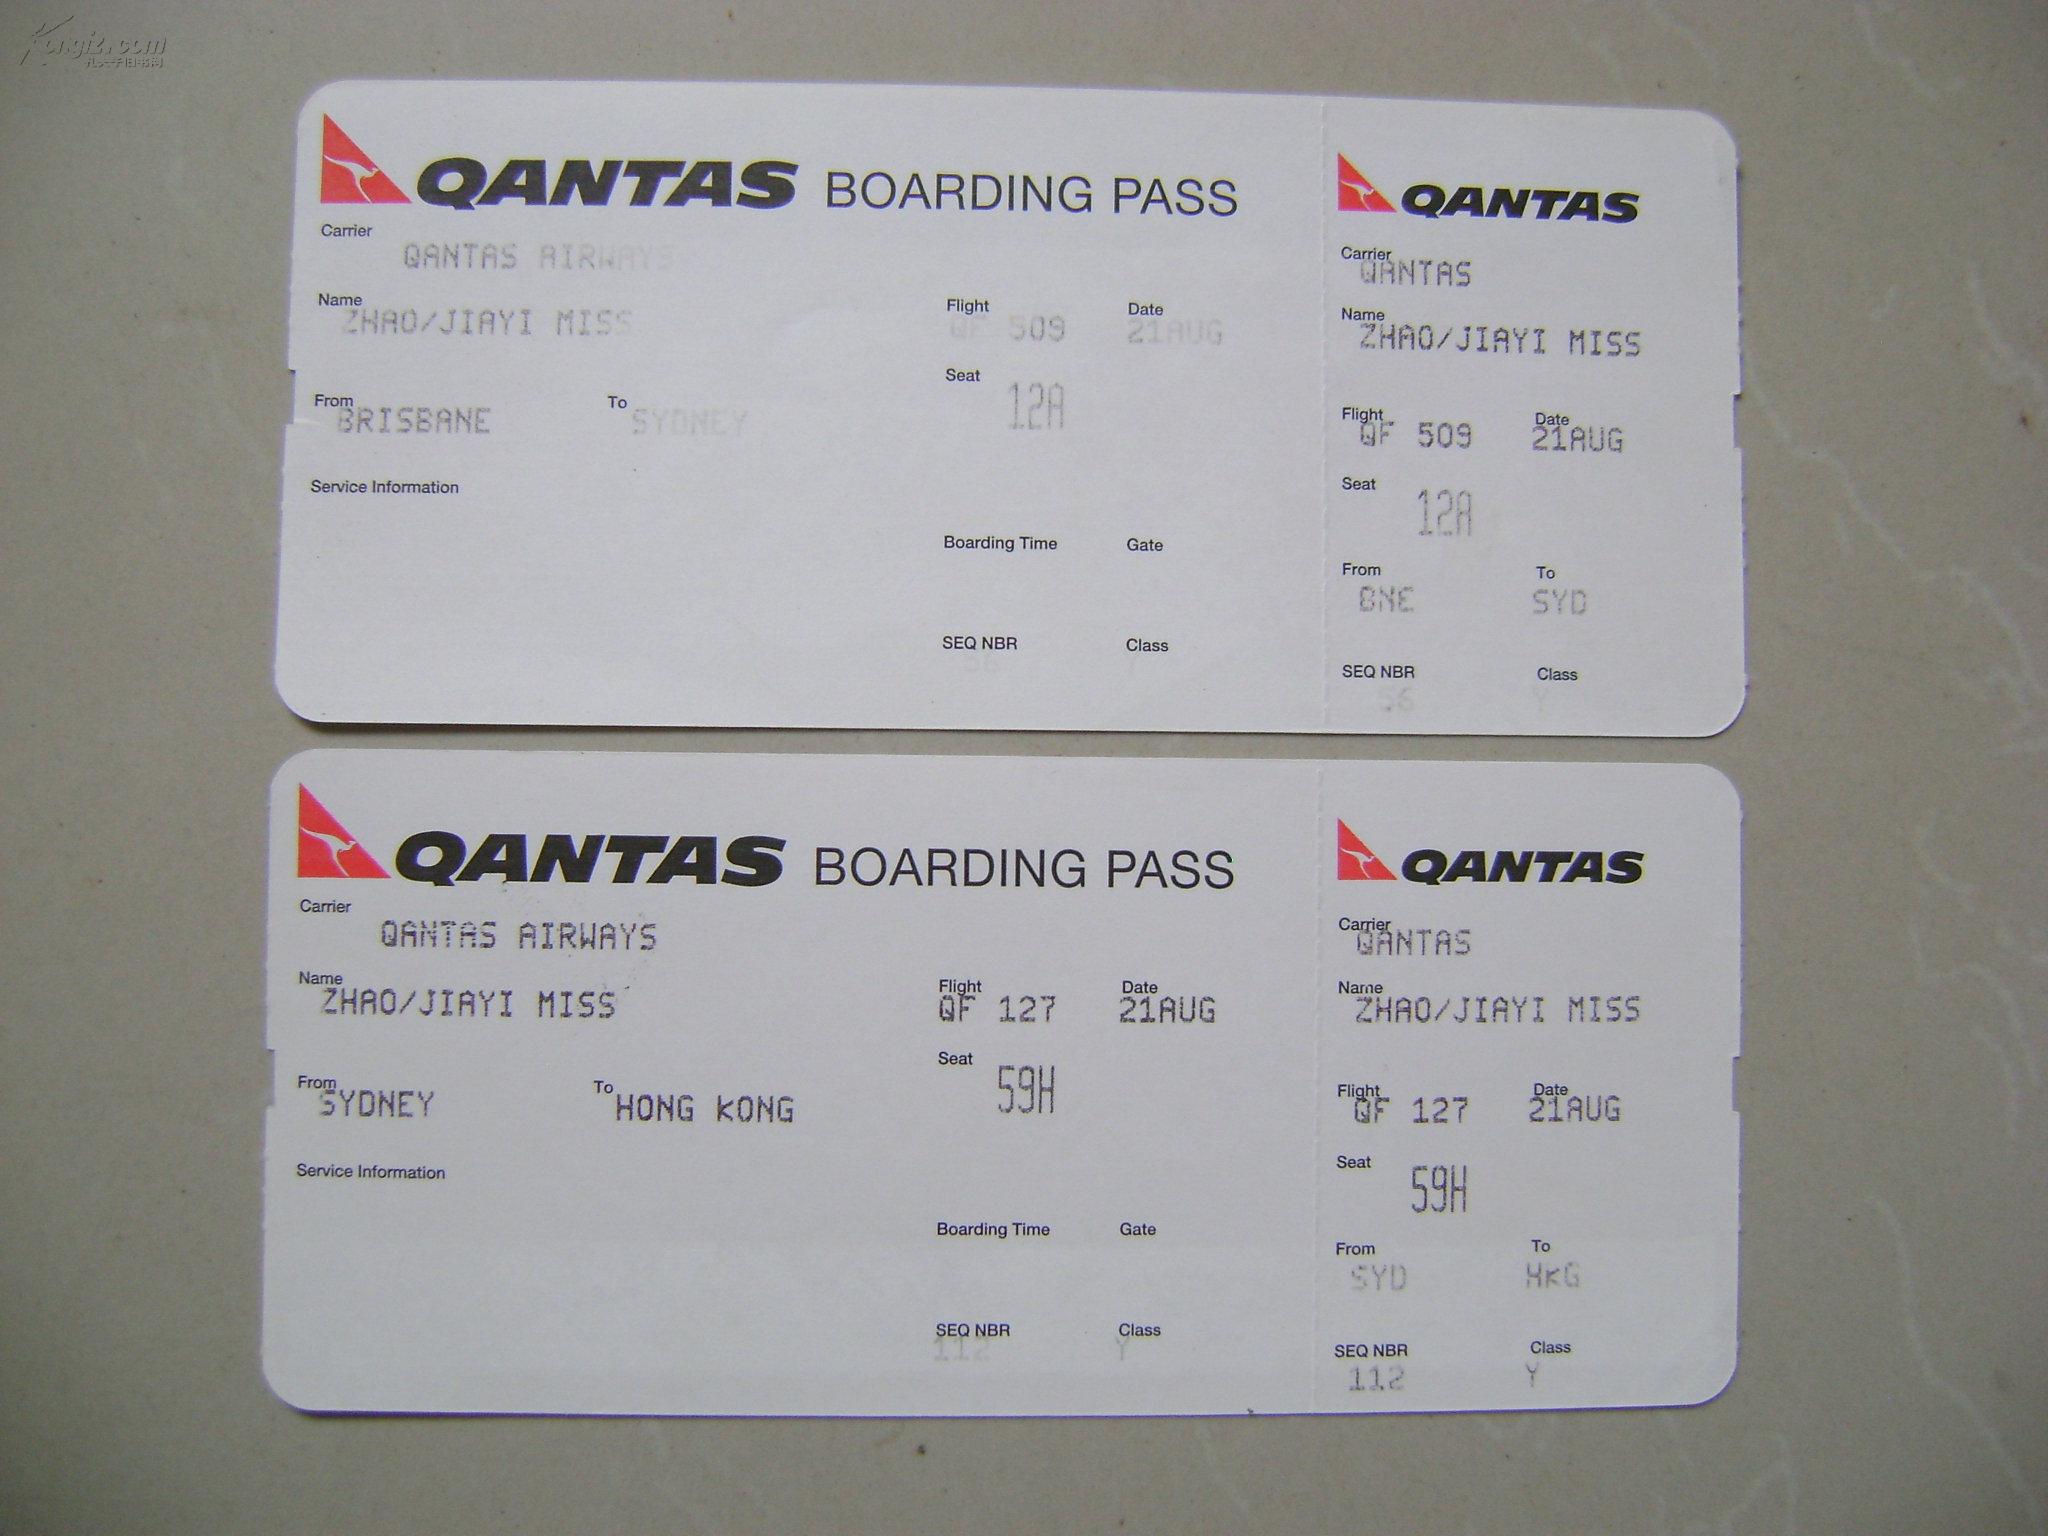 Kongfz.com
QANTAS BOARDING PASS
Carrier
QANTAS AIRWAYS
Name
ZHAO/JIAYI MISS
Flight
QF 509
Date
21AUG
Seat
12A
From
BRISBANE
To
SYDNEY
Service Information
Boarding Time
Gate
SEQ NBR
56
Class
QANTAS
Carrier
QANTAS
Name
ZHAO/JIAYI MISS
Flight
QF 509
Date
21AUG
Seat
12A
From
BNE
To
SYD
SEQ NBR
56
Class
Y
QANTAS BOARDING PASS
Carrier
QANTAS AIRWAYS
Name
ZHAO/JIAYI MISS
Flight
QF 127
Date
21AUG
Seat
59H
From
SYDNEY
To
HONG KONG
Service Information
Boarding Time
Gate
SEQ NBR
112
Class
Y
QANTAS
Carrier
QANTAS
Name
ZHAO/JIAYI MISS
Flight
QF 127
Date
21AUG
Seat
59H
From
SYD
To
HKG
SEQ NBR
112
Class
Y